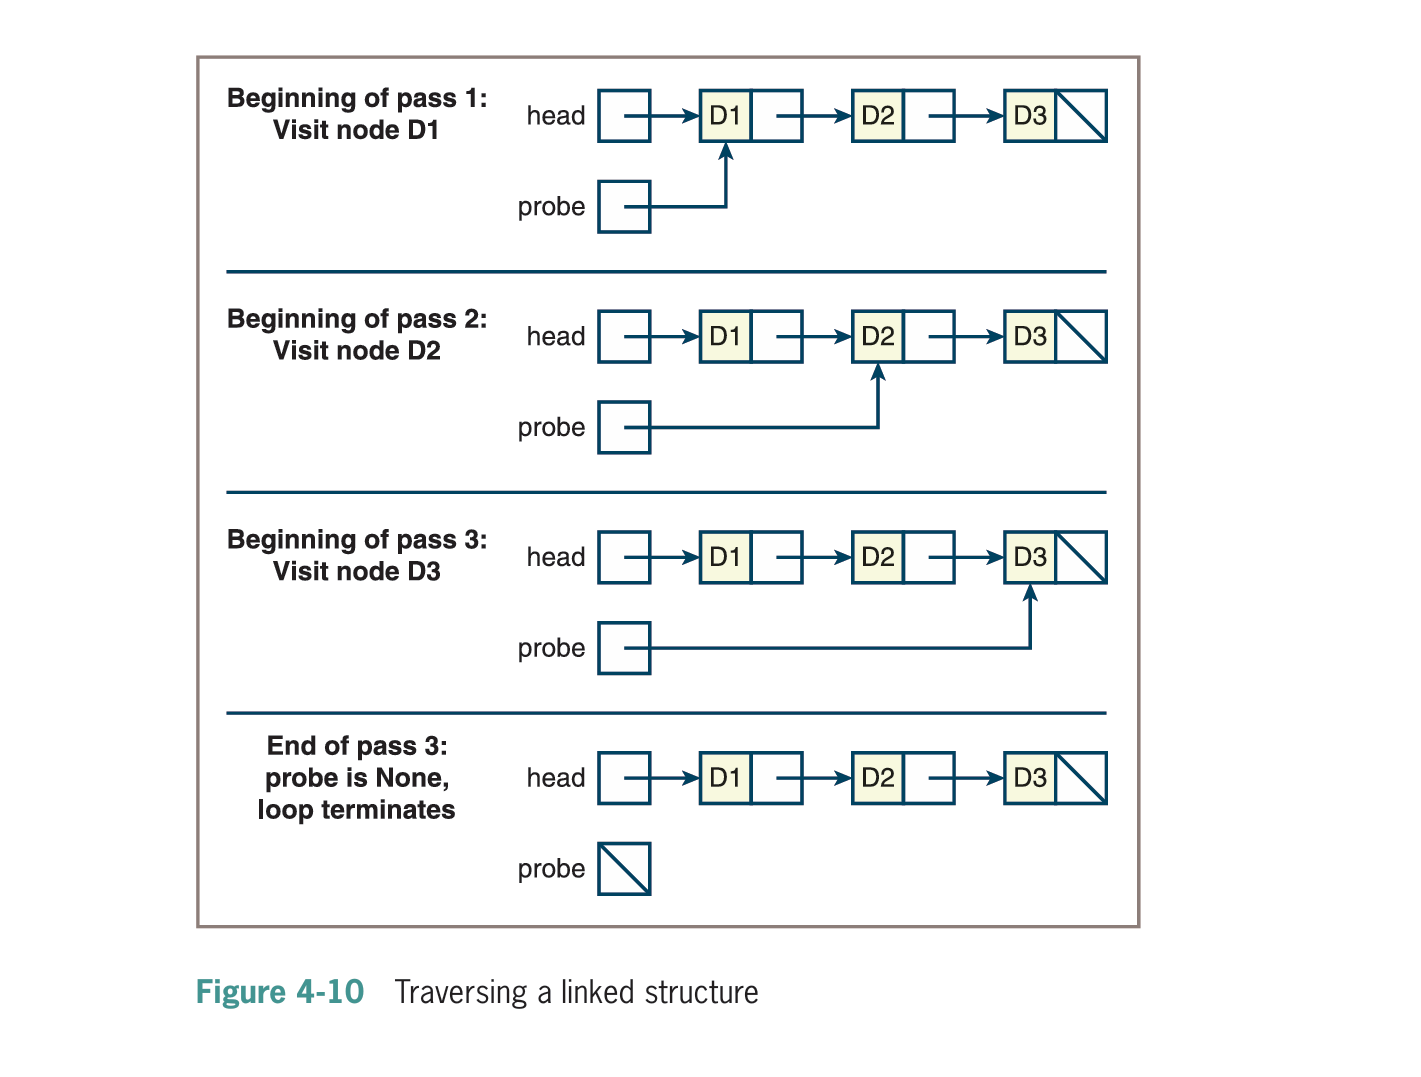 Beginning of pass 1:
Visit node D1
head D1 D2 D3
probe
Beginning of pass 2:
Visit node D2
head D1 D2 D3
probe
Beginning of pass 3:
Visit node D3
head D1 D2 D3
probe
End of pass 3:
probe is None,
loop terminates
head D1 D2 D3
probe
Figure 4-10 Traversing a linked structure